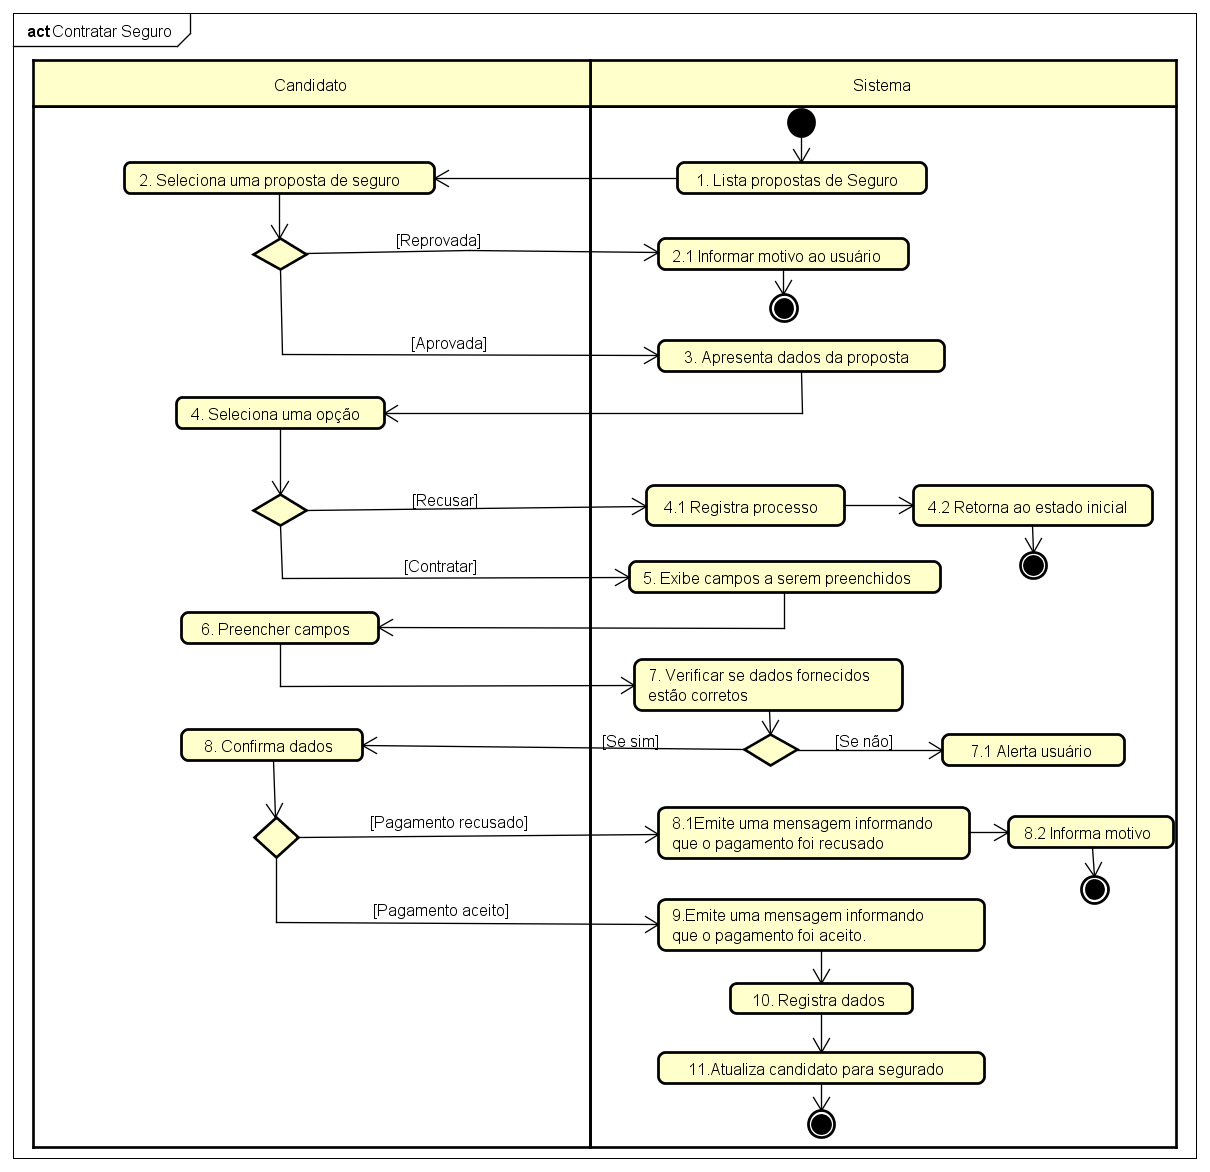 act Contratar Seguro
Candidato
Sistema
2. Seleciona uma proposta de seguro
1. Lista propostas de Seguro
[Reprovada]
2.1 Informar motivo ao usuário
[Aprovada]
3. Apresenta dados da proposta
4. Seleciona uma opção
[Recusar]
4.1 Registra processo
4.2 Retorna ao estado inicial
[Contratar]
5. Exibe campos a serem preenchidos
6. Preencher campos
7. Verificar se dados fornecidos
estão corretos
8. Confirma dados
[Se sim]
[Se não]
7.1 Alerta usuário
[Pagamento recusado]
8.1Emite uma mensagem informando
que o pagamento foi recusado
8.2 Informa motivo
[Pagamento aceito]
9.Emite uma mensagem informando
que o pagamento foi aceito.
10. Registra dados
11.Atualiza candidato para segurado